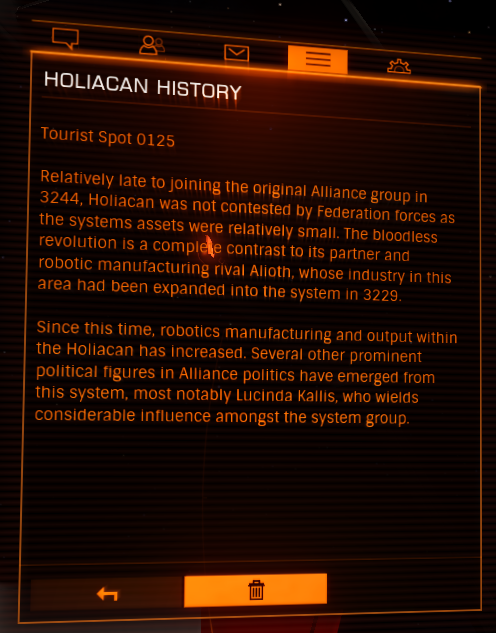 HOLIACAN HISTORY
Tourist Spot 0125
Relatively late to joining the original Alliance group in
3244, Holiacan was not contested by Federation forces as
the systems assets were relatively small. The bloodless
revolution is a complete contrast to its partner and
robotic manufacturing rival Alioth, whose industry in this
area had been expanded into the system in 3229.
Since this time, robotics manufacturing and output within
the Holiacan has increased. Several other prominent
political figures in Alliance politics have emerged from
this system, most notably Lucinda Kallis, who wields
considerable influence amongst the system group.